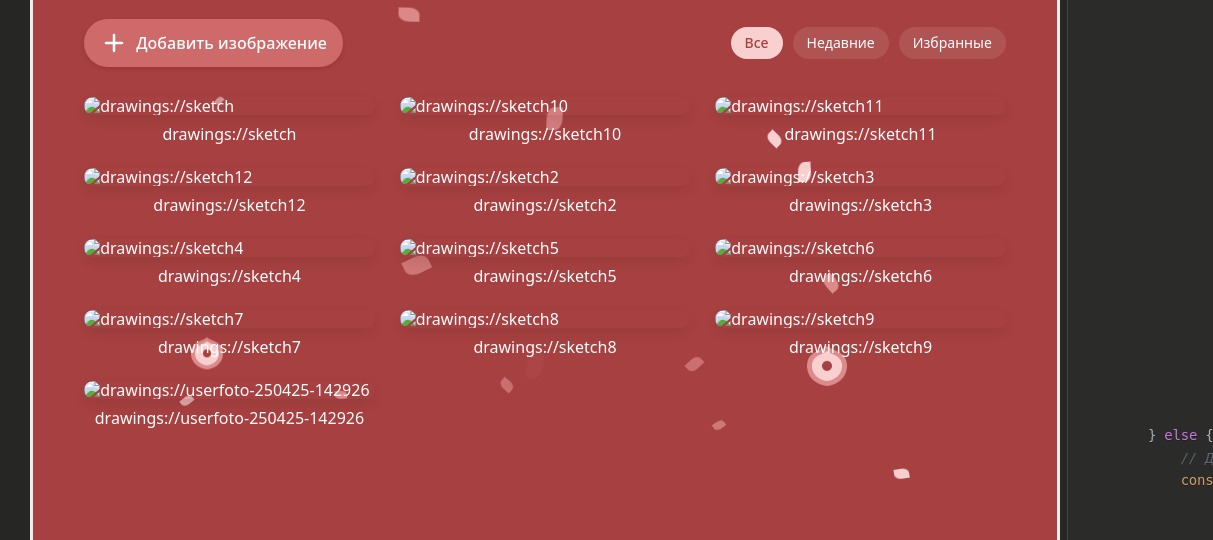 Добавить изображение
Все Недавние Избранные
drawings://sketch drawings://sketch10 drawings://sketch11
drawings://sketch drawings://sketch10 drawings://sketch11
drawings://sketch12 drawings://sketch2 drawings://sketch3
drawings://sketch12 drawings://sketch2 drawings://sketch3
drawings://sketch4 drawings://sketch5 drawings://sketch6
drawings://sketch4 drawings://sketch5 drawings://sketch6
drawings://sketch7 drawings://sketch8 drawings://sketch9
drawings://sketch7 drawings://sketch8 drawings://sketch9
drawings://userfoto-250425-142926
drawings://userfoto-250425-142926
} else {
// Д
cons